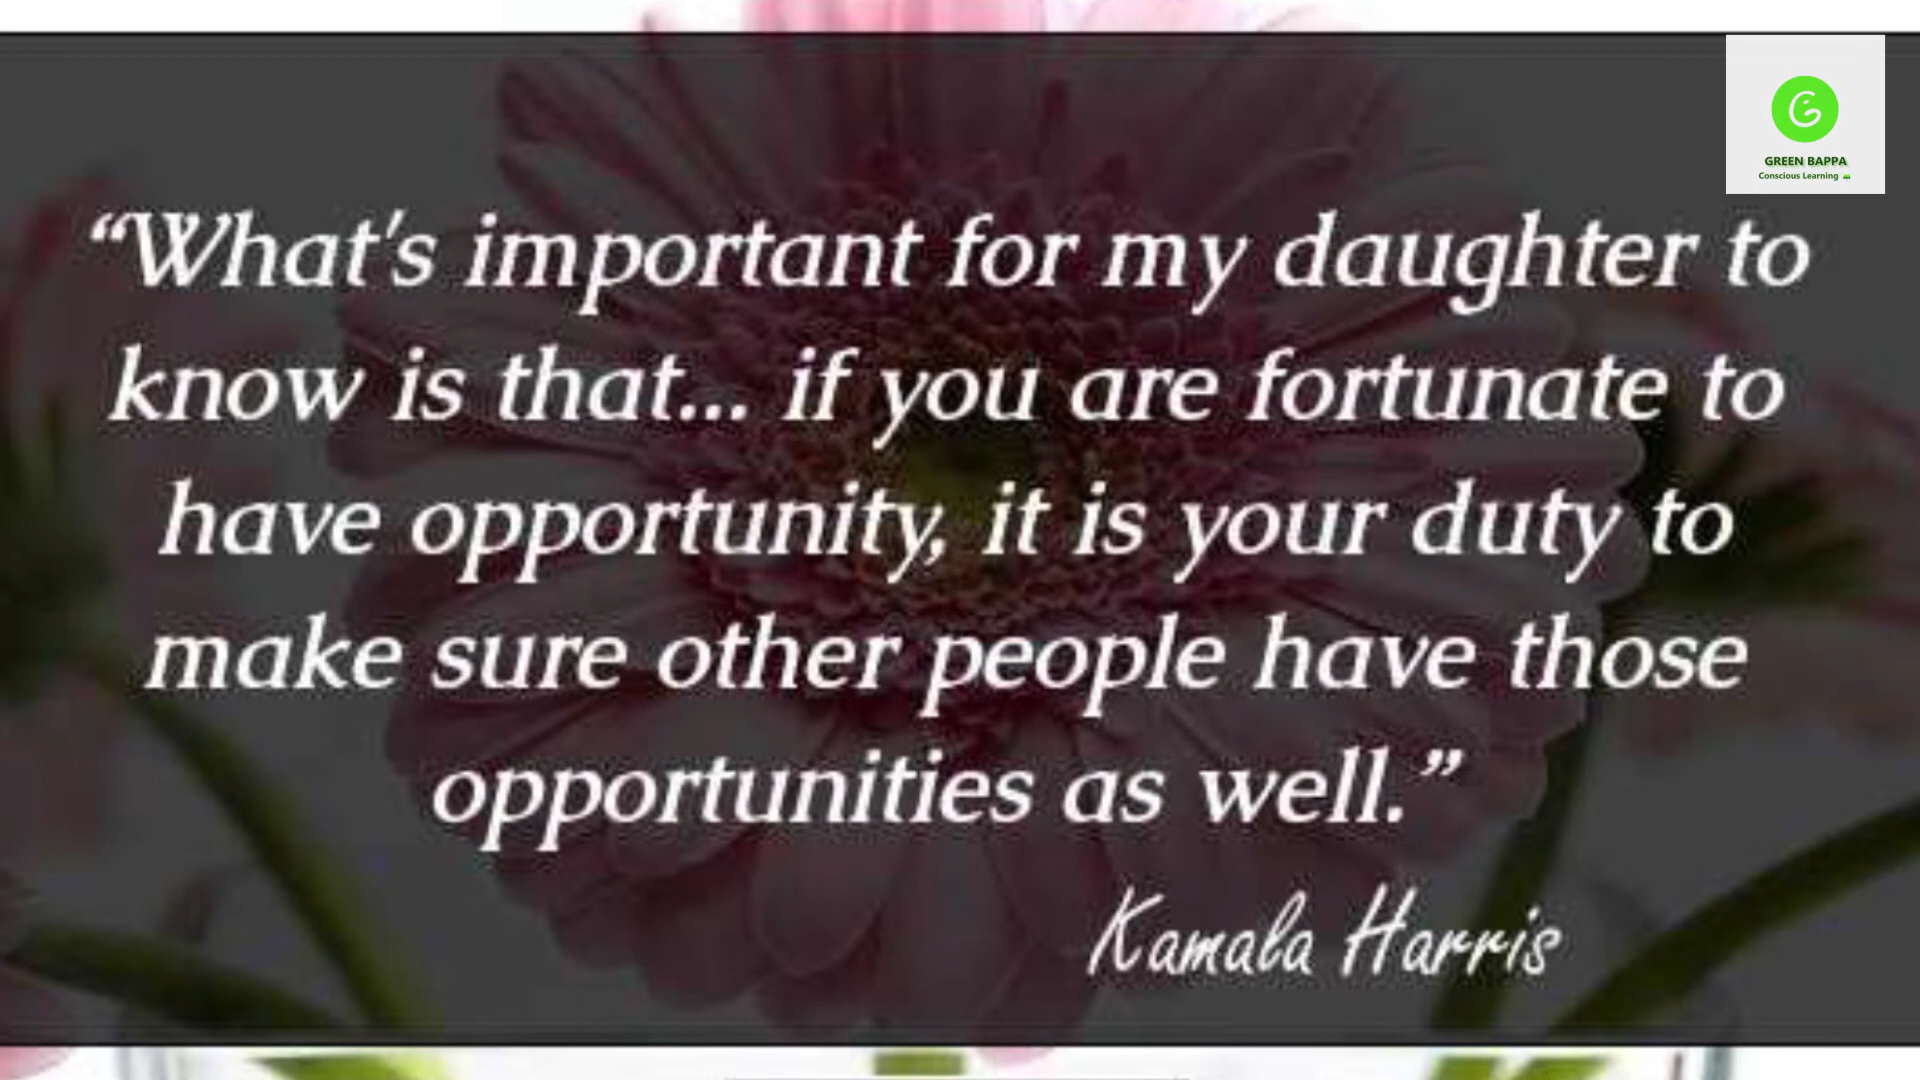 GREEN BAPPA
Conscious Learning
“What's important for my daughter to
know is that... if you are fortunate to
have opportunity, it is your duty to
make sure other people have those
opportunities as well.”
Kamala Harris